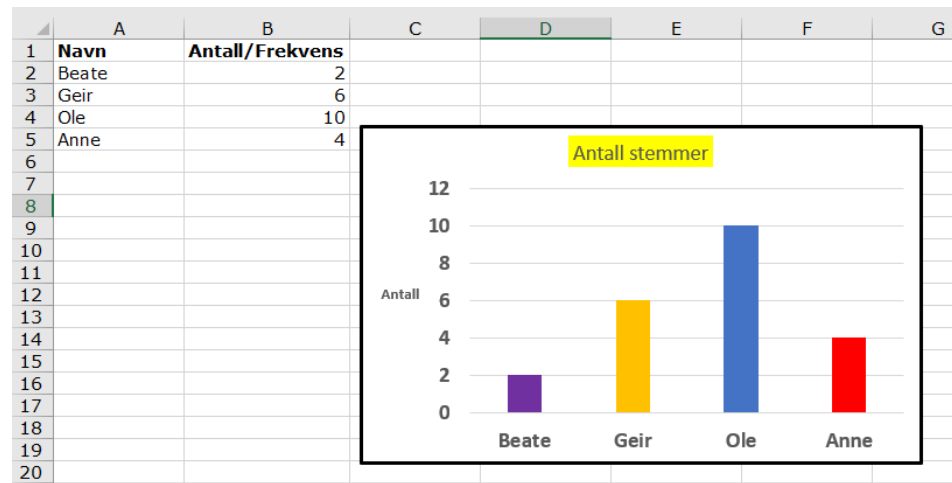 A B C D E F G
1 Navn Antall/Frekvens
2 Beate 2
3 Geir 6
4 Ole 10
5 Anne 4
6
7
8
9
10
11
12
13
14
15
16
17
18
19
20
Antall stemmer
12
10
8
Antall 6
4
2
0
Beate Geir Ole Anne